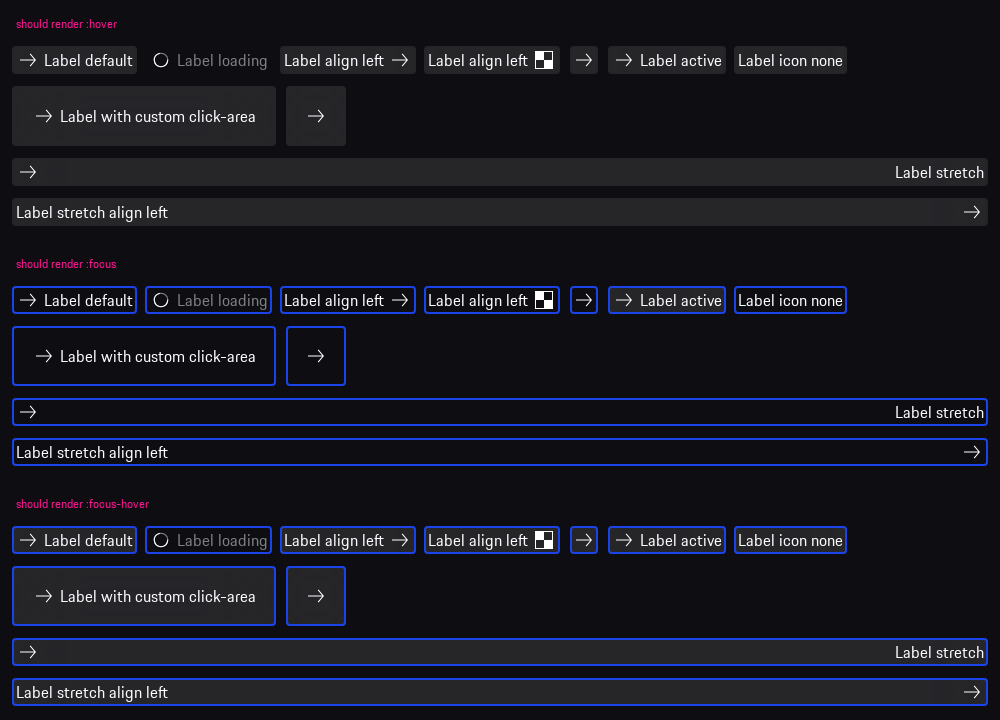 should render :hover
Label default Label loading Label align left Label align left Label active Label icon none
Label with custom click-area
Label stretch
Label stretch align left
should render :focus
Label default Label loading Label align left Label align left Label active Label icon none
Label with custom click-area
Label stretch
Label stretch align left
should render :focus-hover
Label default Label loading Label align left Label align left Label active Label icon none
Label with custom click-area
Label stretch
Label stretch align left